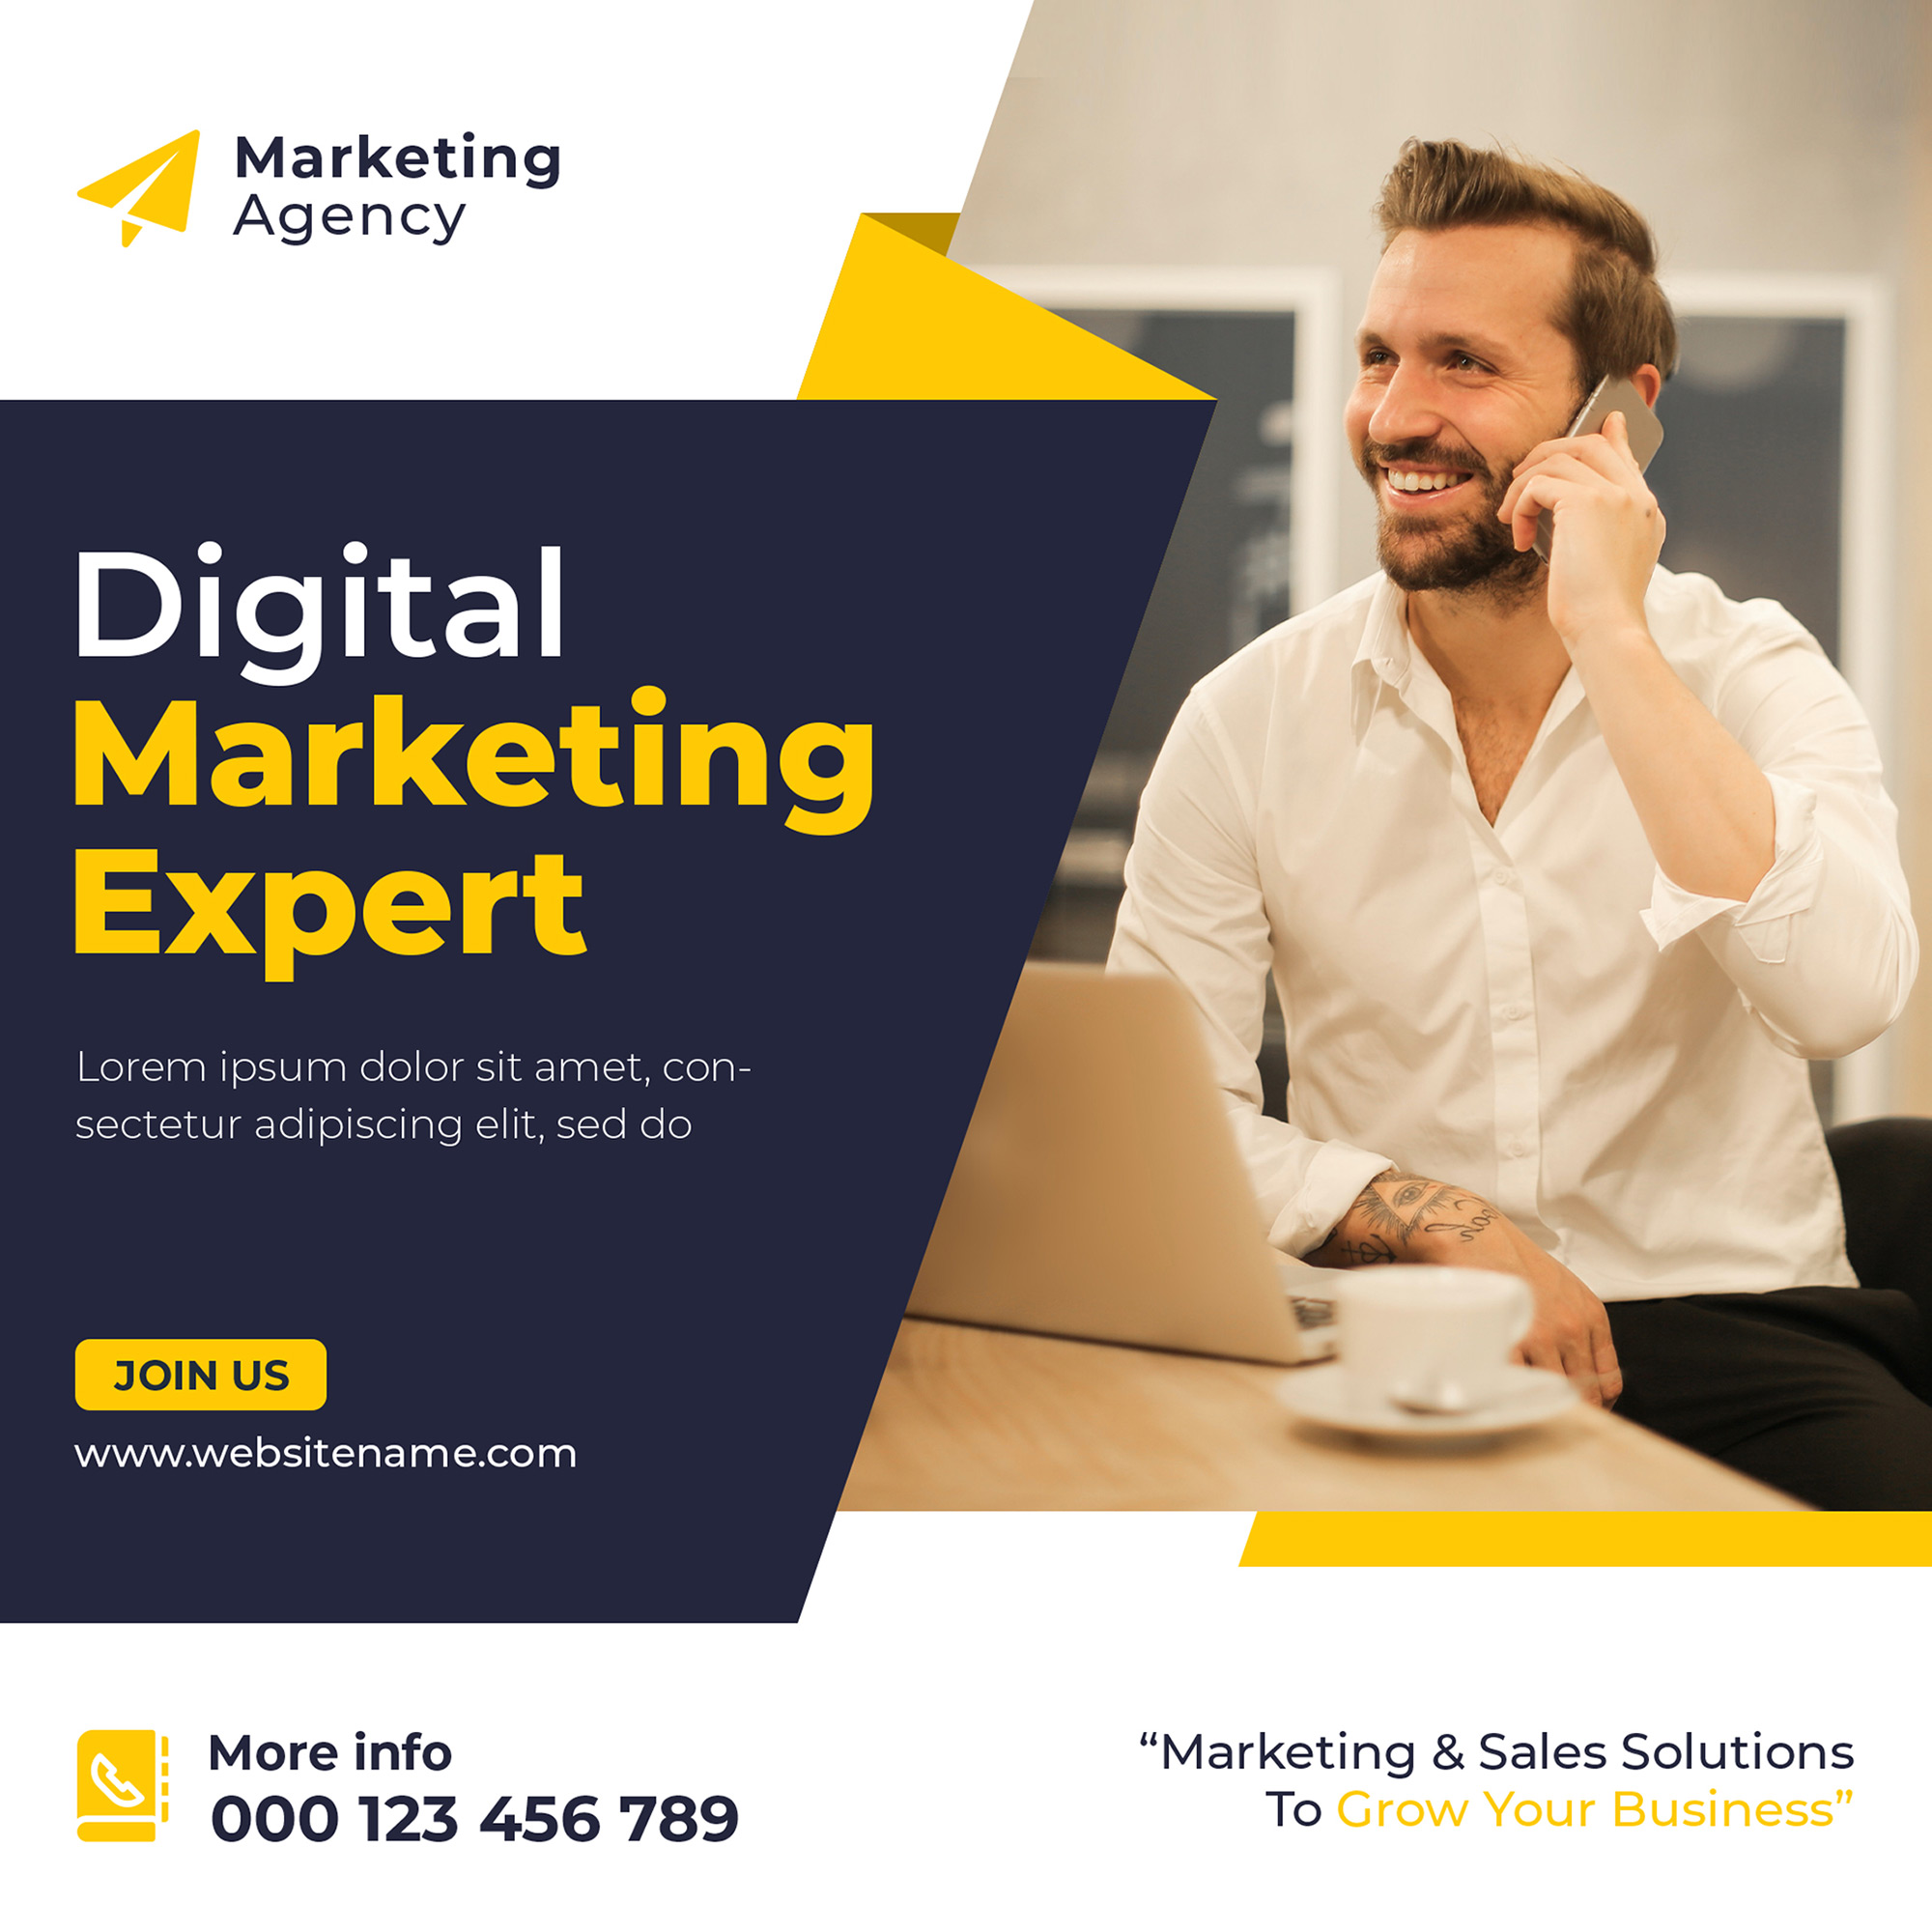 Marketing
Agency
Digital
Marketing
Expert
Lorem ipsum dolor sit amet, con-
sectetur adipiscing elit, sed do
JOIN US
www.websitename.com
More info
000 123 456 789
“Marketing & Sales Solutions
To Grow Your Business”